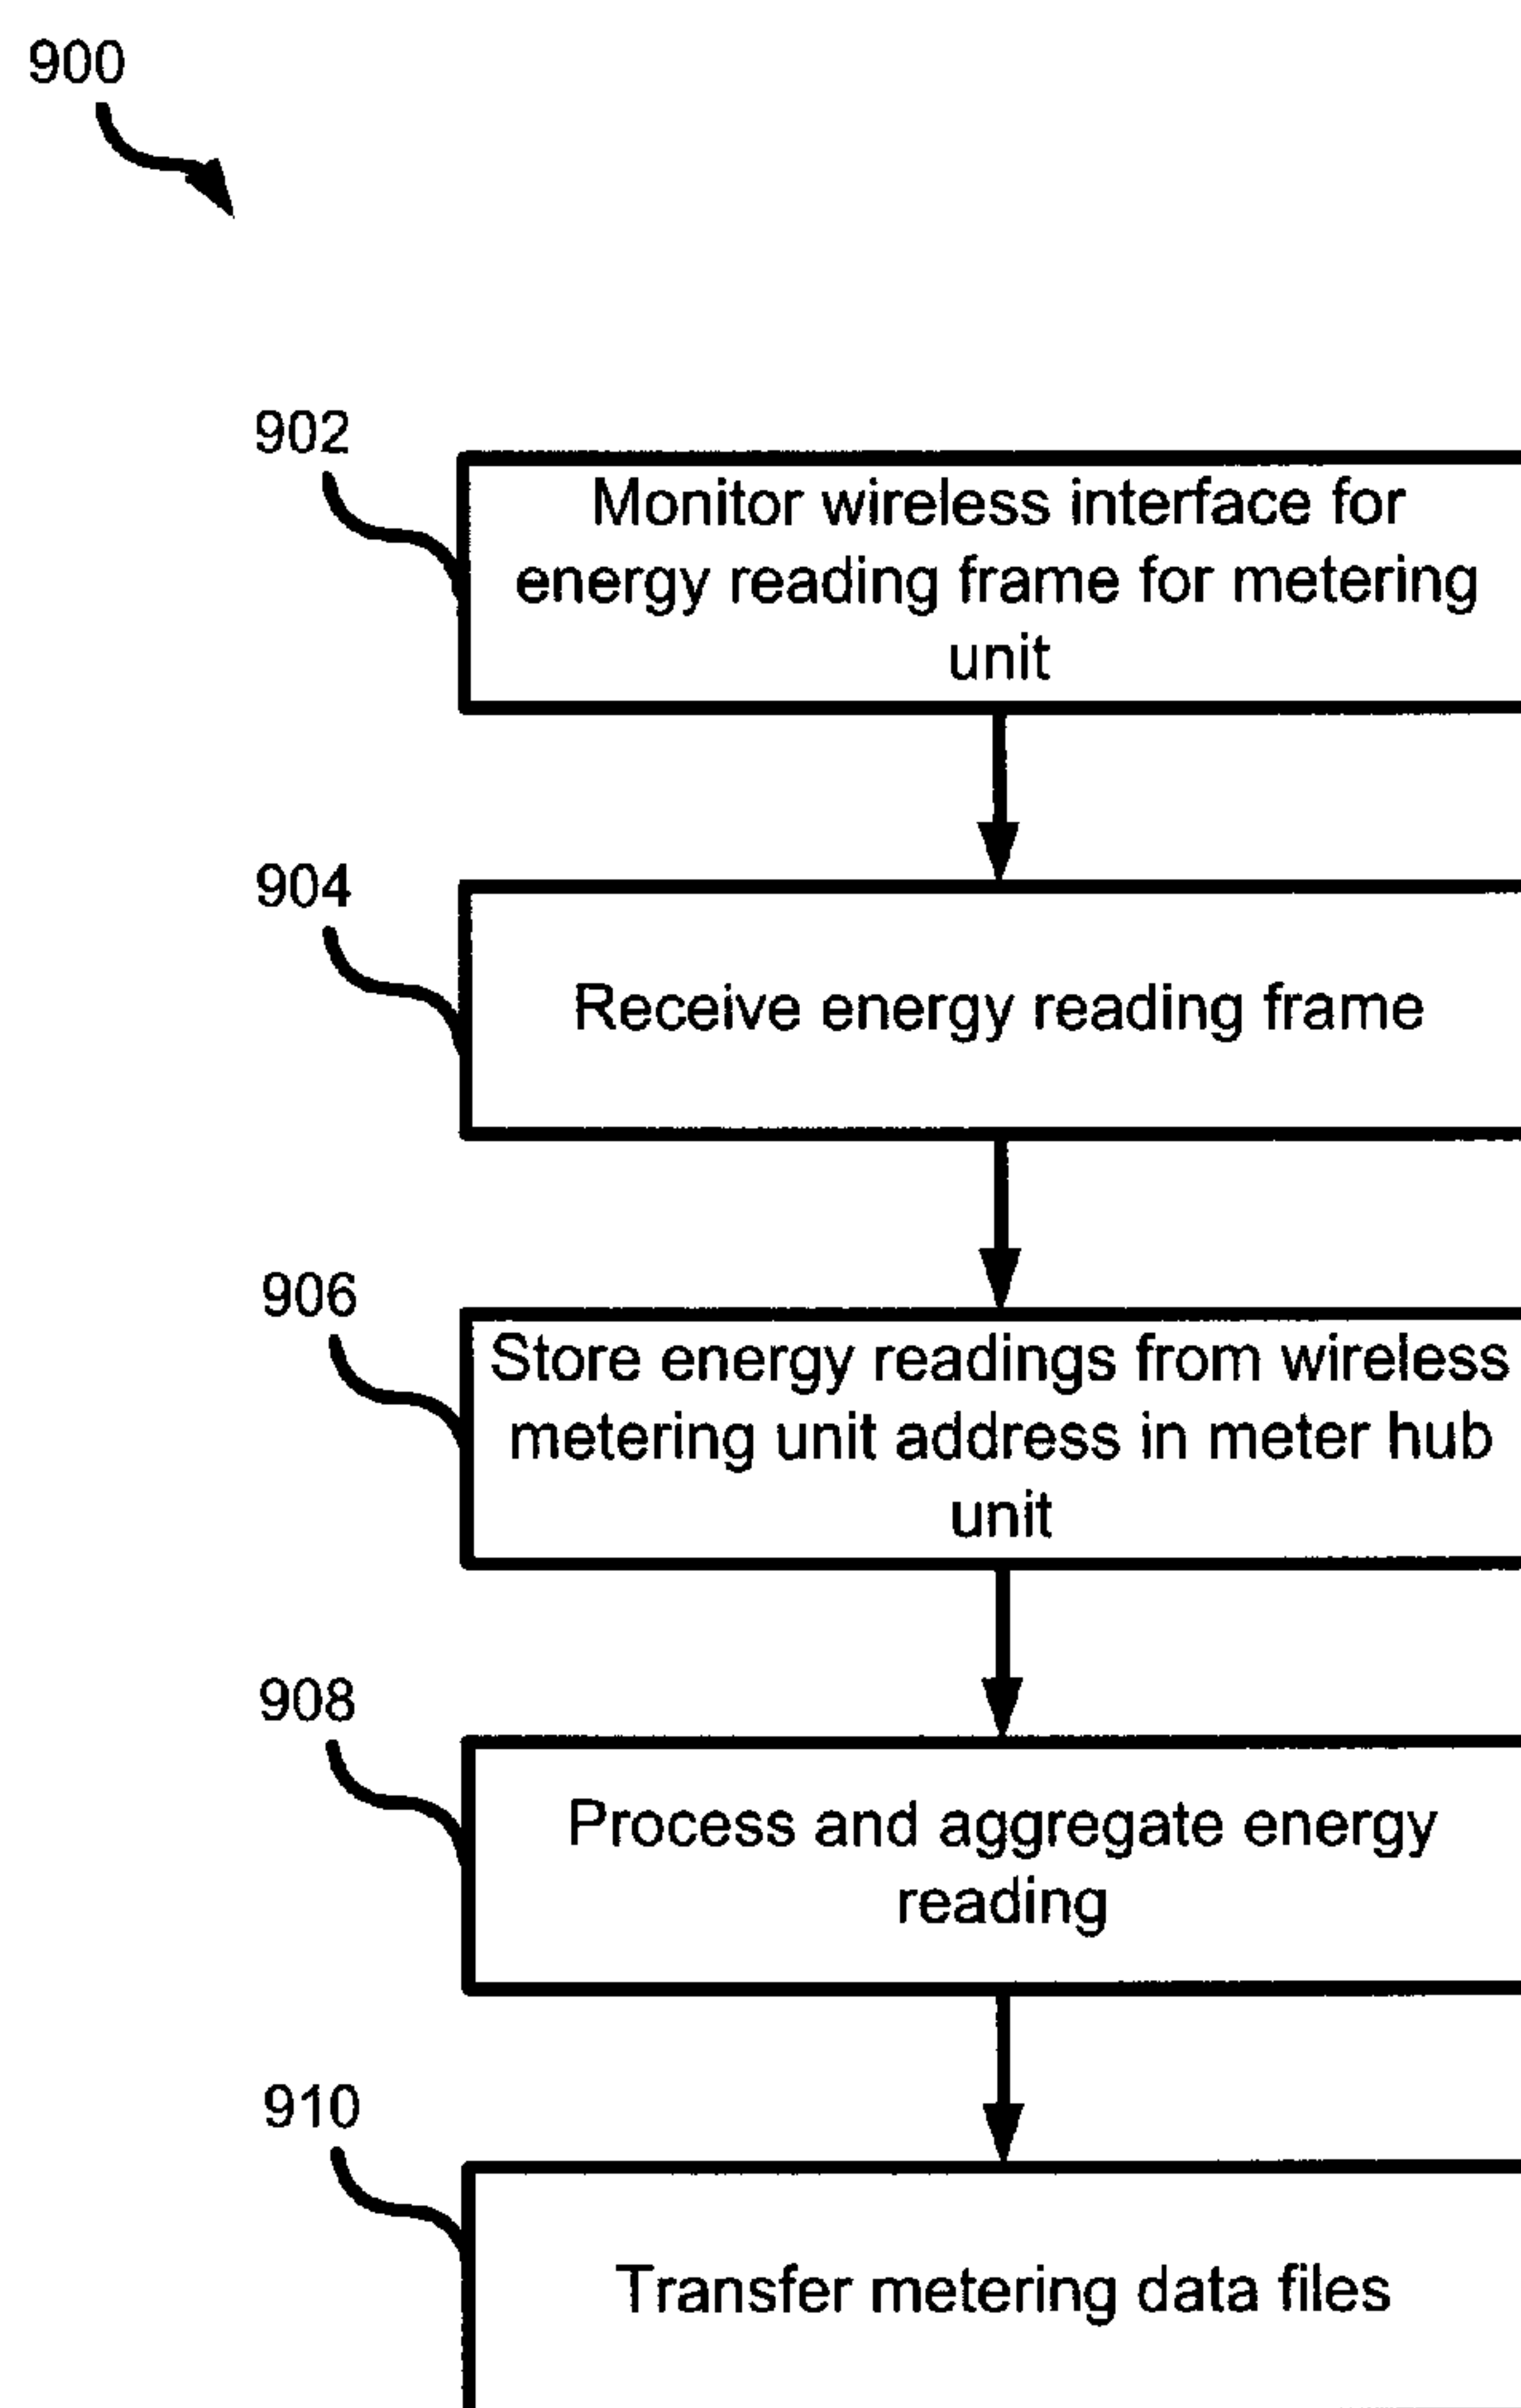 900
902
Monitor wireless interface for
energy reading frame for metering
unit
904
Receive energy reading frame
906
Store energy readings from wireless
metering unit address in meter hub
unit
908
Process and aggregate energy
reading
910
Transfer metering data files